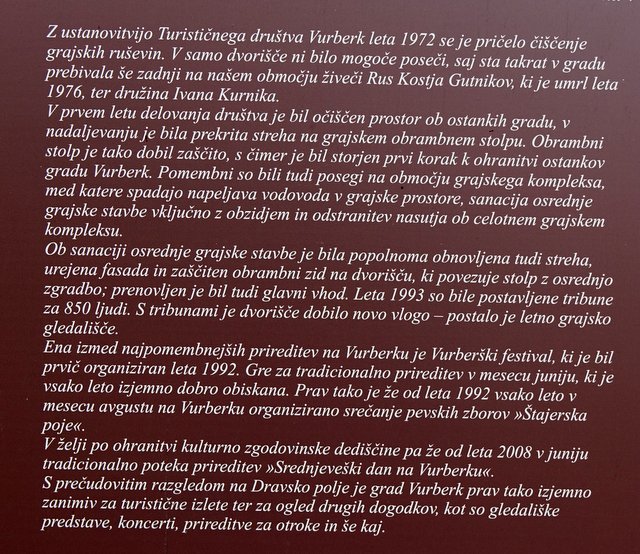 Z ustanovitvijo Turističnega društva Vurberk leta 1972 se je pričelo čiščenje
grajskih ruševin. V samo dvorišče ni bilo mogoče poseči, saj sta takrat v gradu
prebivala še zadnji na našem območju živeči Rus Kostja Gutnikov, ki je umrl leta
1976, ter družina Ivana Kurnika.
V prvem letu delovanja društva je bil očiščen prostor ob ostankih gradu, v
nadaljevanju je bila prekrita streha na grajskem obrambnem stolpu. Obrambni
stolp je tako dobil zaščito, s čimer je bil storjen prvi korak k ohranitvi ostankov
gradu Vurberk. Pomembni so bili tudi posegi na območju grajskega kompleksa,
med katere spadajo napeljava vodovoda v grajske prostore, sanacija osrednje
grajske stavbe vključno z obzidjem in odstranitev nasutja ob celotnem grajskem
kompleksu.
Ob sanaciji osrednje grajske stavbe je bila popolnoma obnovljena tudi streha,
urejena fasada in zaščiten obrambni zid na dvorišču, ki povezuje stolp z osrednjo
zgradbo; prenovljen je bil tudi glavni vhod. Leta 1993 so bile postavljene tribune
za 850 ljudi. S tribunami je dvorišče dobilo novo vlogo – postalo je letno grajsko
gledališče.
Ena izmed najpomembnejših prireditev na Vurberku je Vurberški festival, ki je bil
prvič organiziran leta 1992. Gre za tradicionalno prireditev v mesecu juniju, ki je
vsako leto izjemno dobro obiskana. Prav tako je že od leta 1992 vsako leto v
mesecu avgustu na Vurberku organizirano srečanje pevskih zborov »Štajerska
poje«.
V želji po ohranitvi kulturno zgodovinske dediščine pa že od leta 2008 v juniju
tradicionalno poteka prireditev »Srednjeveški dan na Vurberku«.
S prečudovitim razgledom na Dravsko polje je grad Vurberk prav tako izjemno
zanimiv za turistične izlete ter za ogled drugih dogodkov, kot so gledališke
predstave, koncerti, prireditve za otroke in še kaj.